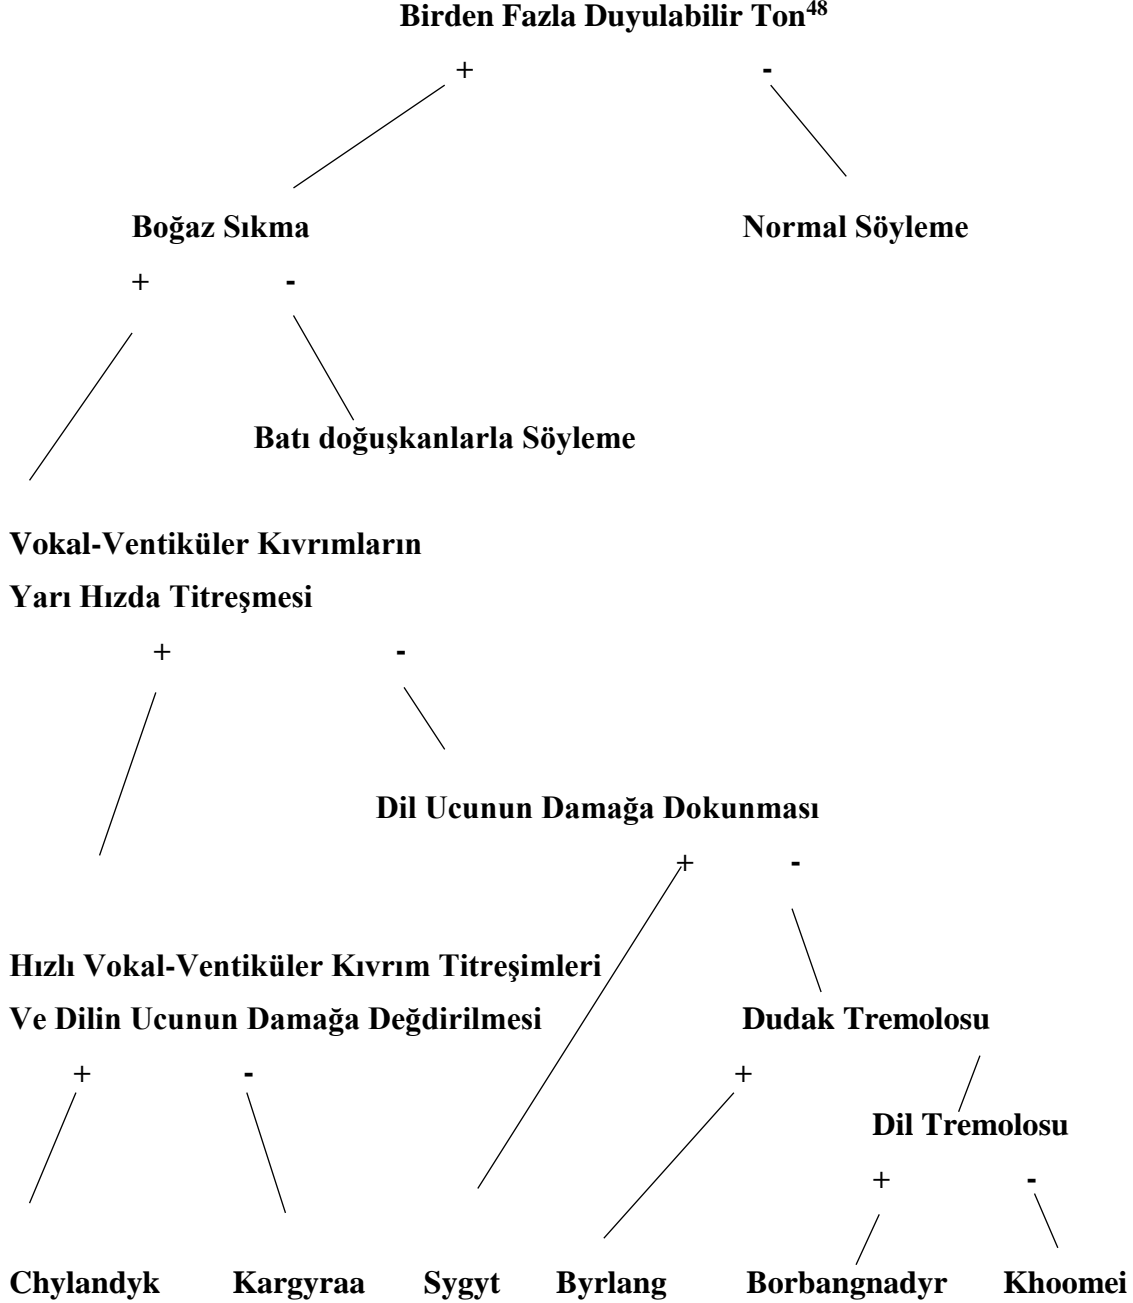 Birden Fazla Duyulabilir Ton48
+ -
Boğaz Sıkma Normal Söyleme
+ -
Batı doğuşkanlarla Söyleme
Vokal-Ventiküler Kıvrımların
Yarı Hızda Titreşmesi
+ -
Dil Ucunun Damağa Dokunması
+ -
Hızlı Vokal-Ventiküler Kıvrım Titreşimleri
Ve Dilin Ucunun Damağa Değdirilmesi Dudak Tremolosu
+ - +
Dil Tremolosu
+ -
Chylandyk Kargyraa Sygyt Byrlang Borbangnadyr Khoomei